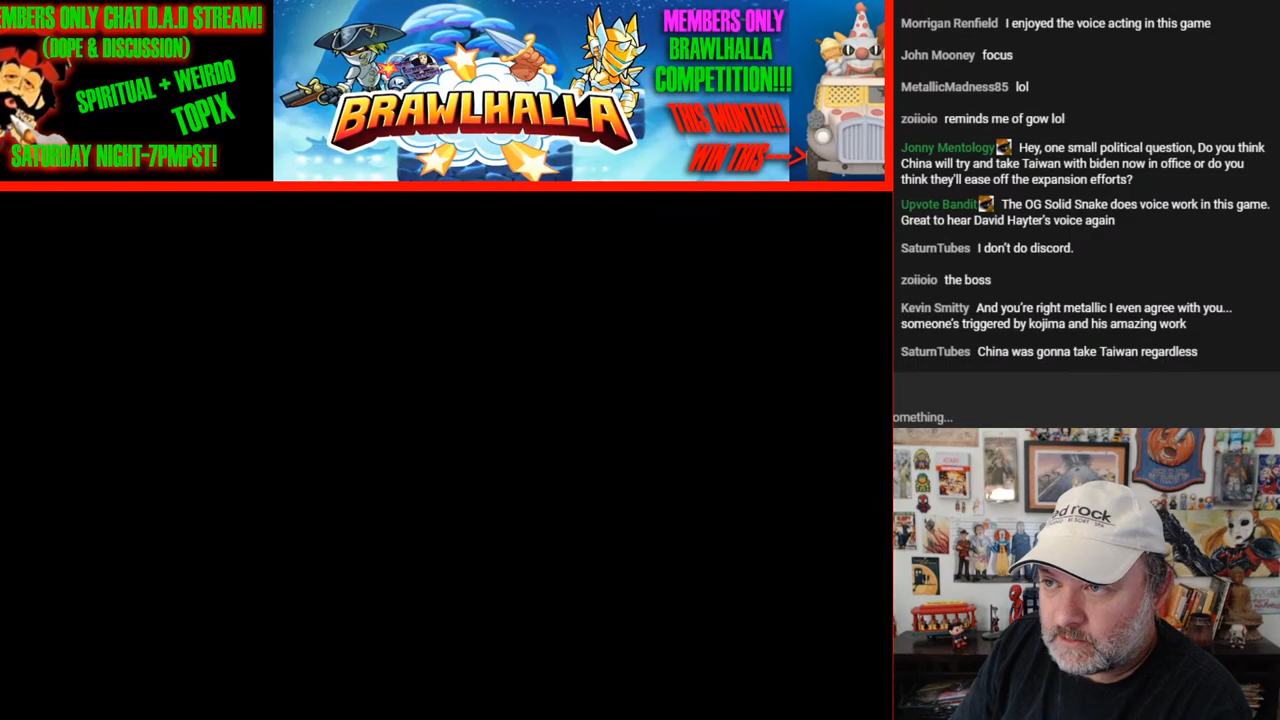 EMBERS ONLY CHAT D.A.D STREAM!
(DOPE & DISCUSSION)
SPIRITUAL + WEIRDO
TOPIX
SATURDAY NIGHT-7PMPST!
BRAWLHALLA
MEMBERS ONLY
BRAWLHALLA
COMPETITION!!!
THIS MONTH!!!
WIN THIS
Morrigan Renfield I enjoyed the voice acting in this game
John Mooney focus
MetallicMadness85 lol
zoiioio reminds me of gow lol
Jonny Mentology Hey, one small political question, Do you think
China will try and take Taiwan with biden now in office or do you
think they'll ease off the expansion efforts?
Upvote Bandit The OG Solid Snake does voice work in this game.
Great to hear David Hayter's voice again
SaturnTubes I don't do discord.
zoiioio the boss
Kevin Smitty And you're right metallic I even agree with you...
someone's triggered by kojima and his amazing work
SaturnTubes China was gonna take Taiwan regardless
omething...
ed rock